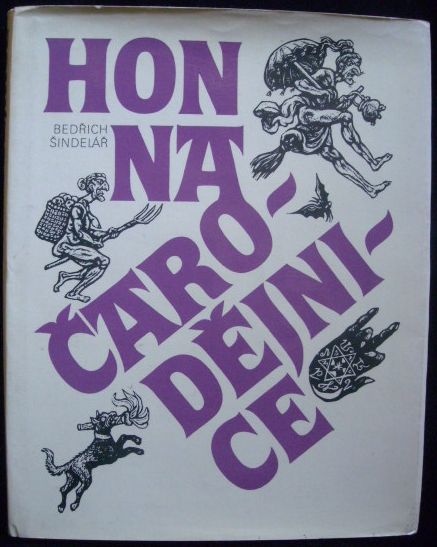 HON
BEDŘICH
ŠINDELÁŘ
NA
ČARO-
DĚJNI-
CE